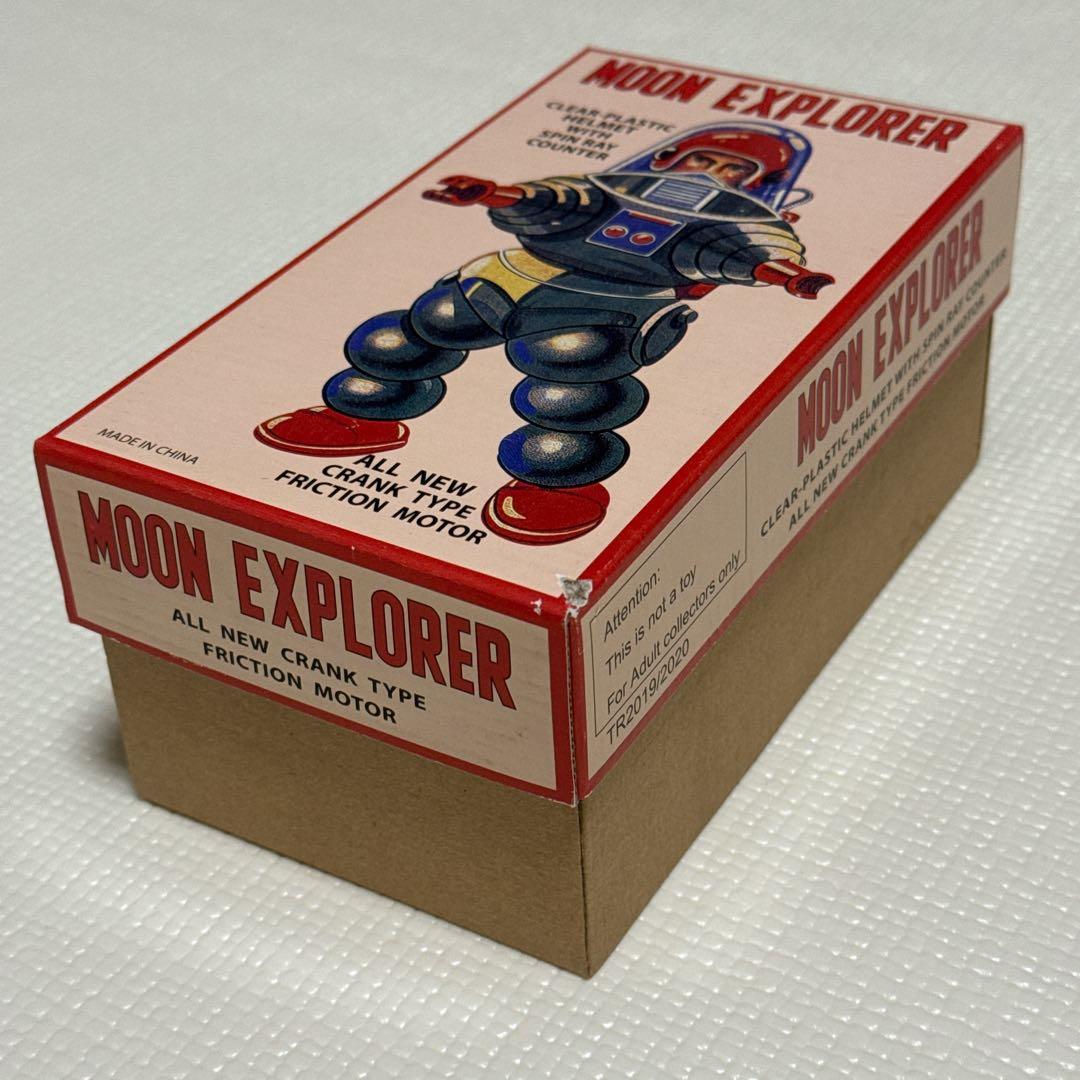 MOON EXPLORER
CLEAR-PLASTIC
HELMET
WITH
SPIN RAY
COUNTER
ALL NEW
CRANK TYPE
FRICTION MOTOR
MADE IN CHINA
MOON EXPLORER
ALL NEW CRANK TYPE
FRICTION MOTOR
MOON EXPLORER
CLEAR-PLASTIC HELMET WITH SPIN RAY COUNTER
ALL NEW CRANK TYPE FRICTION MOTOR
Attention:
This is not a toy
For Adult collectors only
TR2019/2020